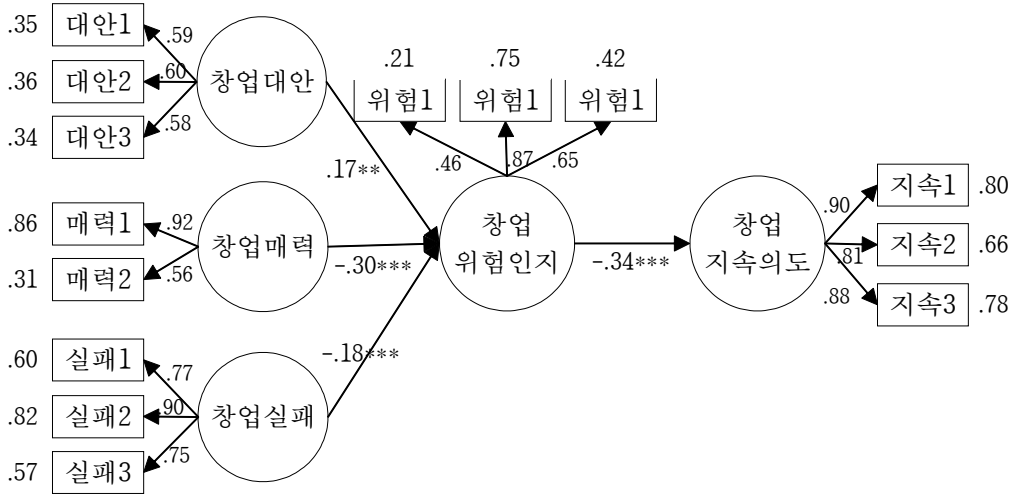 .35 대안1 .59
.36 대안2 .60
.34 대안3 .58
창업대안
.21 .75 .42
위험1 위험1 위험1
.46 .87 .65
.17**
.86 매력1 .92
.31 매력2 .56
창업매력
-.30***
창업
위험인지
-.34***
창업
지속의도
.90 지속1 .80
.81 지속2 .66
.88 지속3 .78
-.18***
.60 실패1 .77
.82 실패2 .90
.57 실패3 .75
창업실패